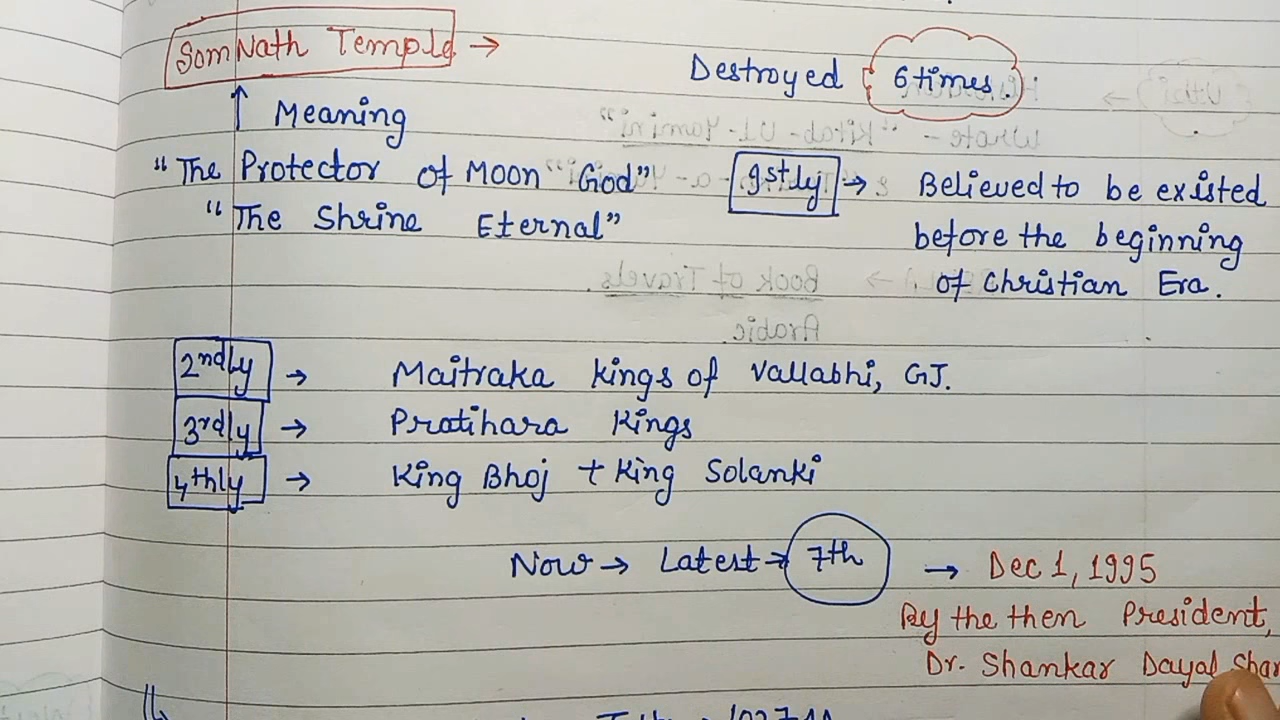 SomNath Temple →
Destroyed 6 times.
↑ Meaning
"The Protector of Moon God"
"The Shrine Eternal"
1stly → Believed to be existed
before the beginning
of Christian Era.
2ndly → Maitraka kings of Vallabhi, GJ.
3rdly → Pratihara Kings
4thly → King Bhoj + King Solanki
Now → Latest → 7th → Dec 1, 1995
By the then President,
Dr. Shankar Dayal Shar